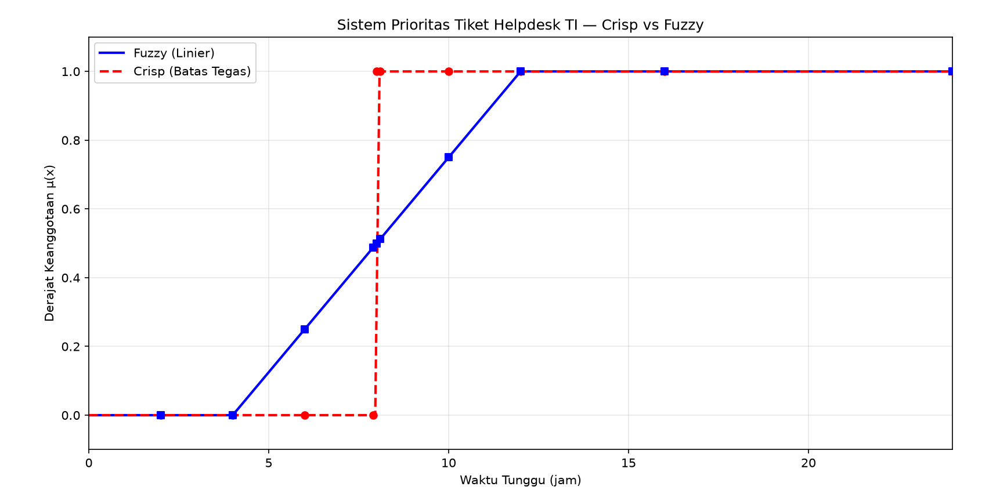 Sistem Prioritas Tiket Helpdesk TI — Crisp vs Fuzzy
Fuzzy (Linier)
Crisp (Batas Tegas)
Derajat Keanggotaan μ(x)
1.0
0.8
0.6
0.4
0.2
0.0
0 5 10 15 20
Waktu Tunggu (jam)